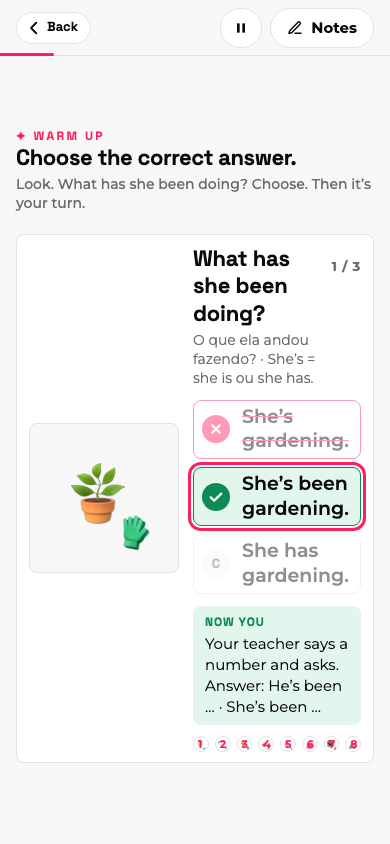 Back
Notes
✦ WARM UP
Choose the correct answer.
Look. What has she been doing? Choose. Then it's
your turn.
What has
she been
doing?
1 / 3
O que ela andou
fazendo? · She's =
she is ou she has.
She's
gardening.
She's been
gardening.
C
She has
gardening.
NOW YOU
Your teacher says a
number and asks.
Answer: He's been
... · She's been ...
1 2 3 4 5 6 7 8